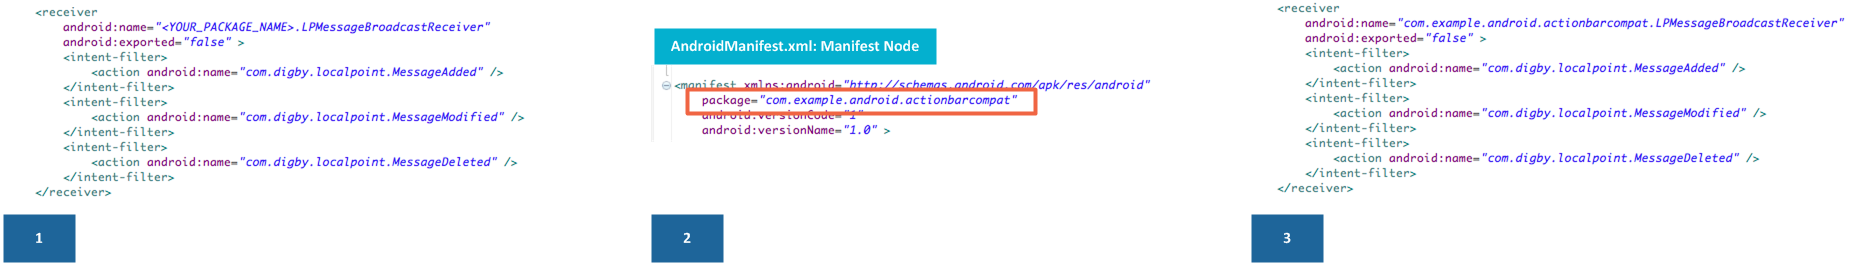 <receiver
android:name="<YOUR_PACKAGE_NAME>.LPMessageBroadcastReceiver"
android:exported="false" >
<intent-filter>
<action android:name="com.digby.localpoint.MessageAdded" />
</intent-filter>
<intent-filter>
<action android:name="com.digby.localpoint.MessageModified" />
</intent-filter>
<intent-filter>
<action android:name="com.digby.localpoint.MessageDeleted" />
</intent-filter>
</receiver>
1
AndroidManifest.xml: Manifest Node
<manifest xmlns:android="http://schemas.android.com/apk/res/android"
package="com.example.android.actionbarcompat"
android:versionCode="1"
android:versionName="1.0" >
2
<receiver
android:name="com.example.android.actionbarcompat.LPMessageBroadcastReceiver"
android:exported="false" >
<intent-filter>
<action android:name="com.digby.localpoint.MessageAdded" />
</intent-filter>
<intent-filter>
<action android:name="com.digby.localpoint.MessageModified" />
</intent-filter>
<intent-filter>
<action android:name="com.digby.localpoint.MessageDeleted" />
</intent-filter>
</receiver>
3